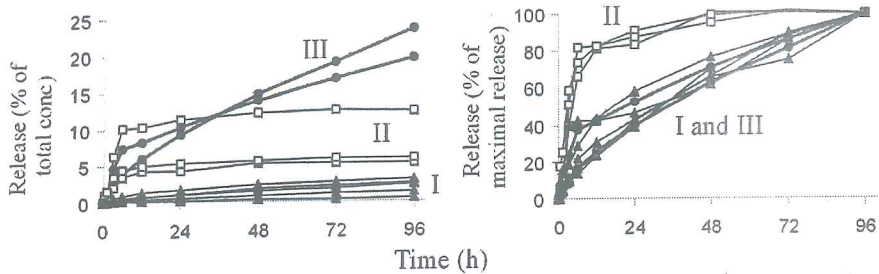 Release (% of
total conc)
25
20
15
10
5
0
III
II
I
0 24 48 72 96
Release (% of
maximal release)
100
80
60
40
20
0
II
I and III
0 24 48 72 96
Time (h)